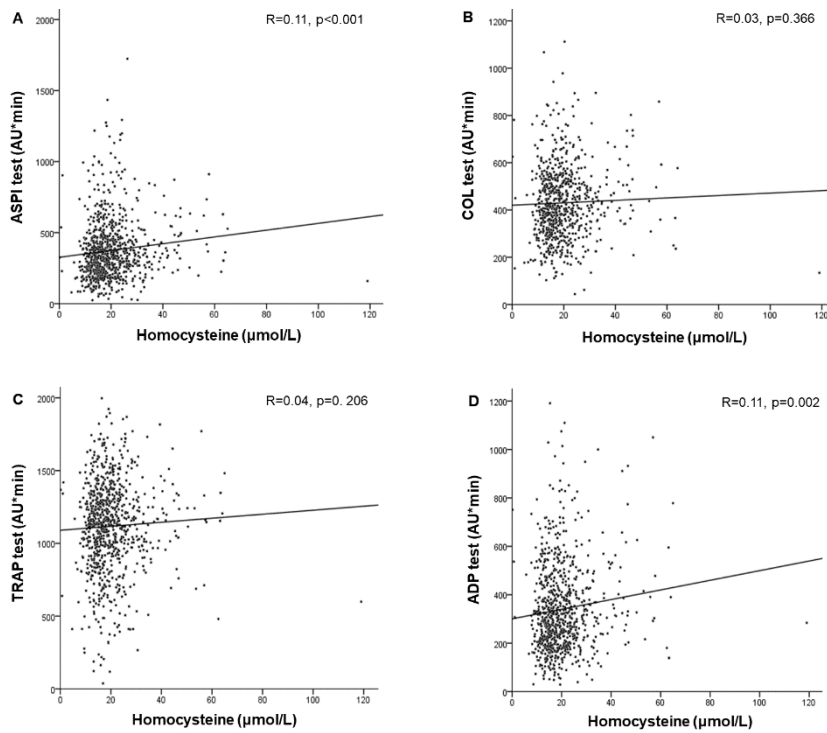 A
R=0.11, p<0.001
2000
1500
1000
500
0
ASPI test (AU*min)
0 20 40 60 80 100 120
Homocysteine (µmol/L)
B
R=0.03, p=0.366
1200
1000
800
600
400
200
0
COL test (AU*min)
0 20 40 60 80 100 120
Homocysteine (µmol/L)
C
R=0.04, p=0. 206
2000
1500
1000
500
0
TRAP test (AU*min)
0 20 40 60 80 100 120
Homocysteine (µmol/L)
D
R=0.11, p=0.002
1200
1000
800
600
400
200
0
ADP test (AU*min)
0 20 40 60 80 100 120
Homocysteine (µmol/L)